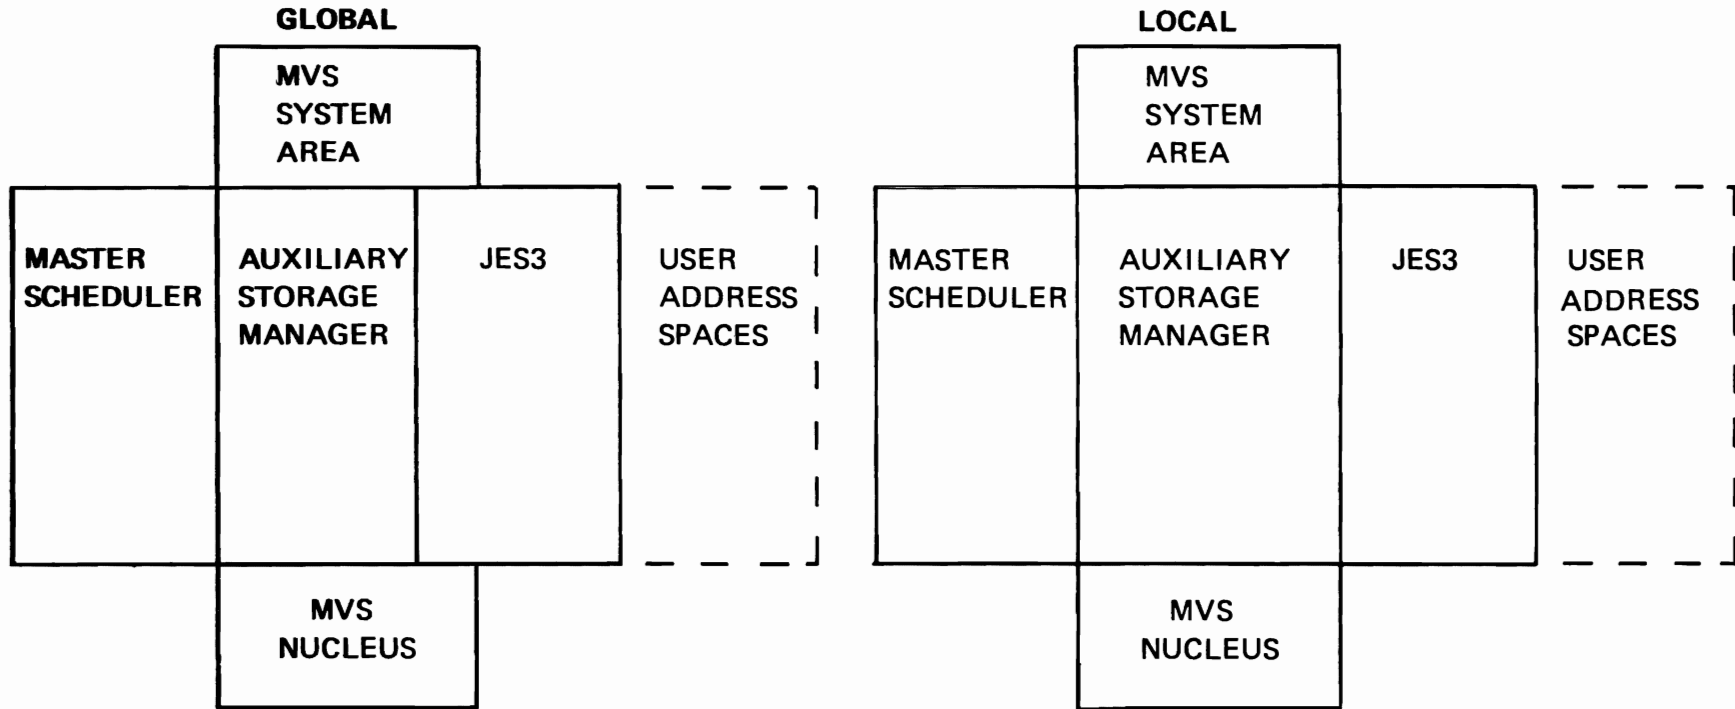 GLOBAL
MVS
SYSTEM
AREA
MASTER
SCHEDULER
AUXILIARY
STORAGE
MANAGER
JES3
USER
ADDRESS
SPACES
MVS
NUCLEUS
LOCAL
MVS
SYSTEM
AREA
MASTER
SCHEDULER
AUXILIARY
STORAGE
MANAGER
JES3
USER
ADDRESS
SPACES
MVS
NUCLEUS